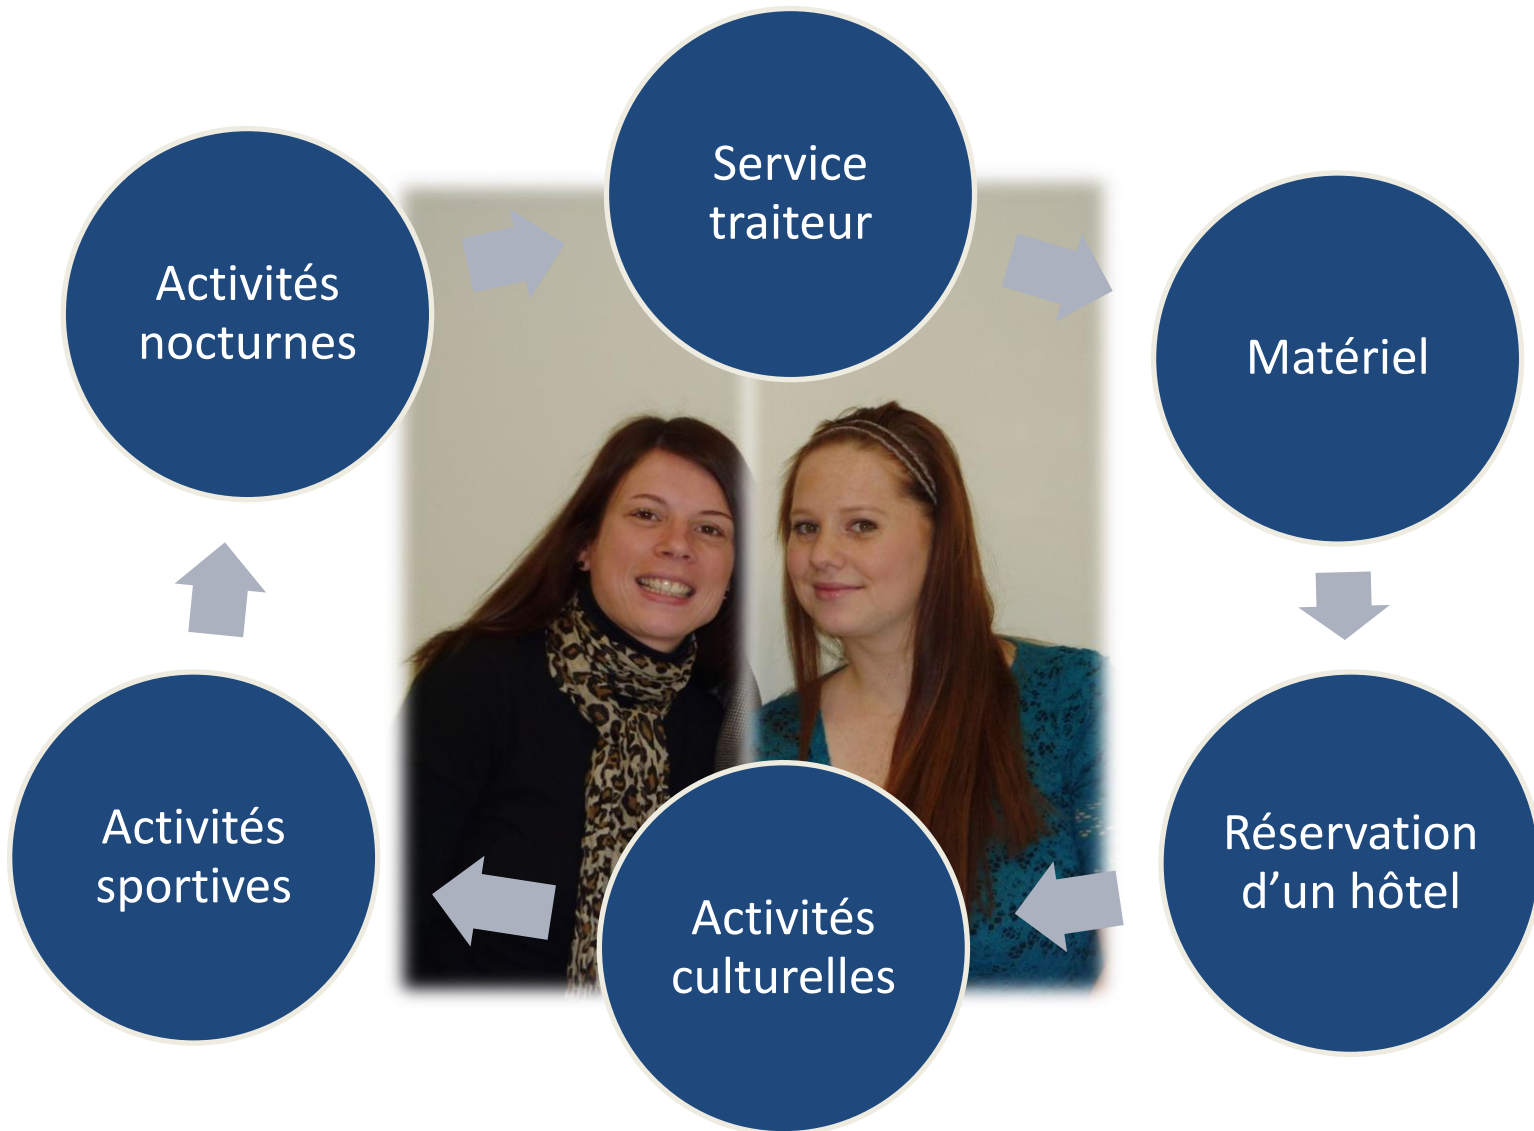 Service
traiteur
Matériel
Réservation
d’un hôtel
Activités
culturelles
Activités
sportives
Activités
nocturnes